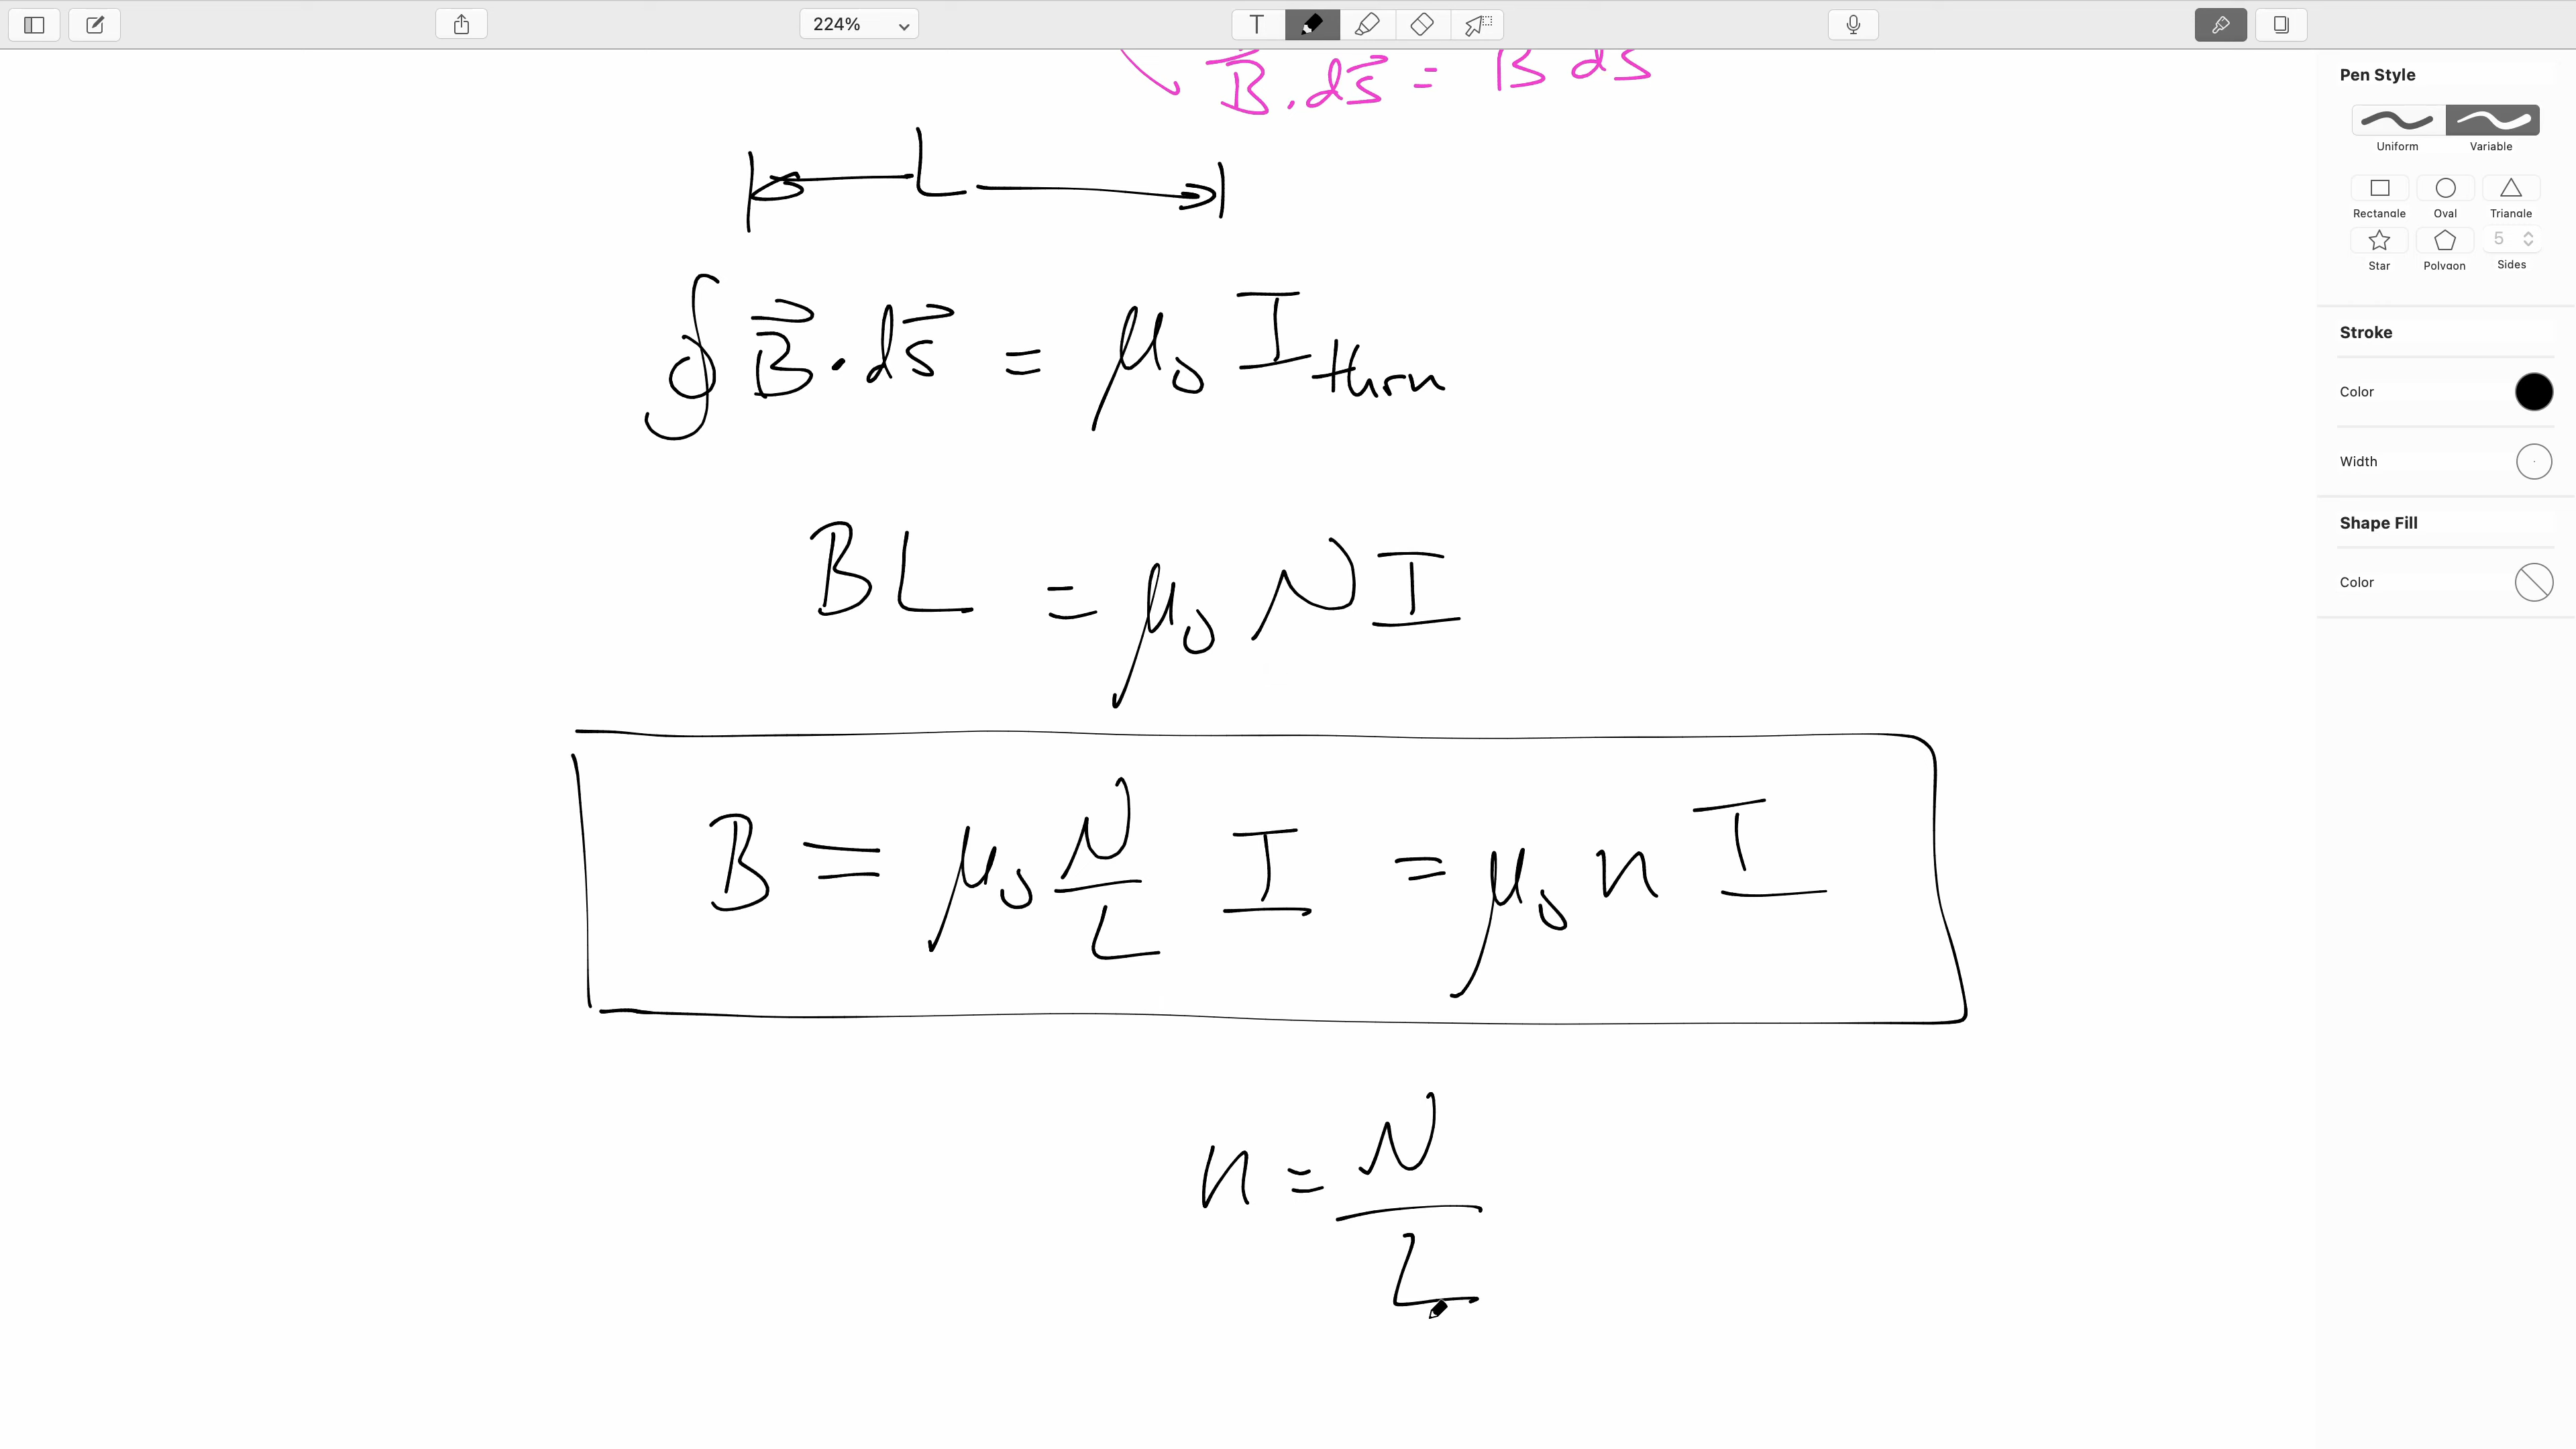 224%
T
B⃗ . ds⃗ = B ds
L
∮ B⃗ · ds⃗ = μ₀ I thru
BL = μ₀ N I
B = μ₀ N/L I = μ₀ n I
n = N/L
Pen Style
Uniform Variable
Rectangle Oval Triangle
5
Star Polygon Sides
Stroke
Color
Width
Shape Fill
Color